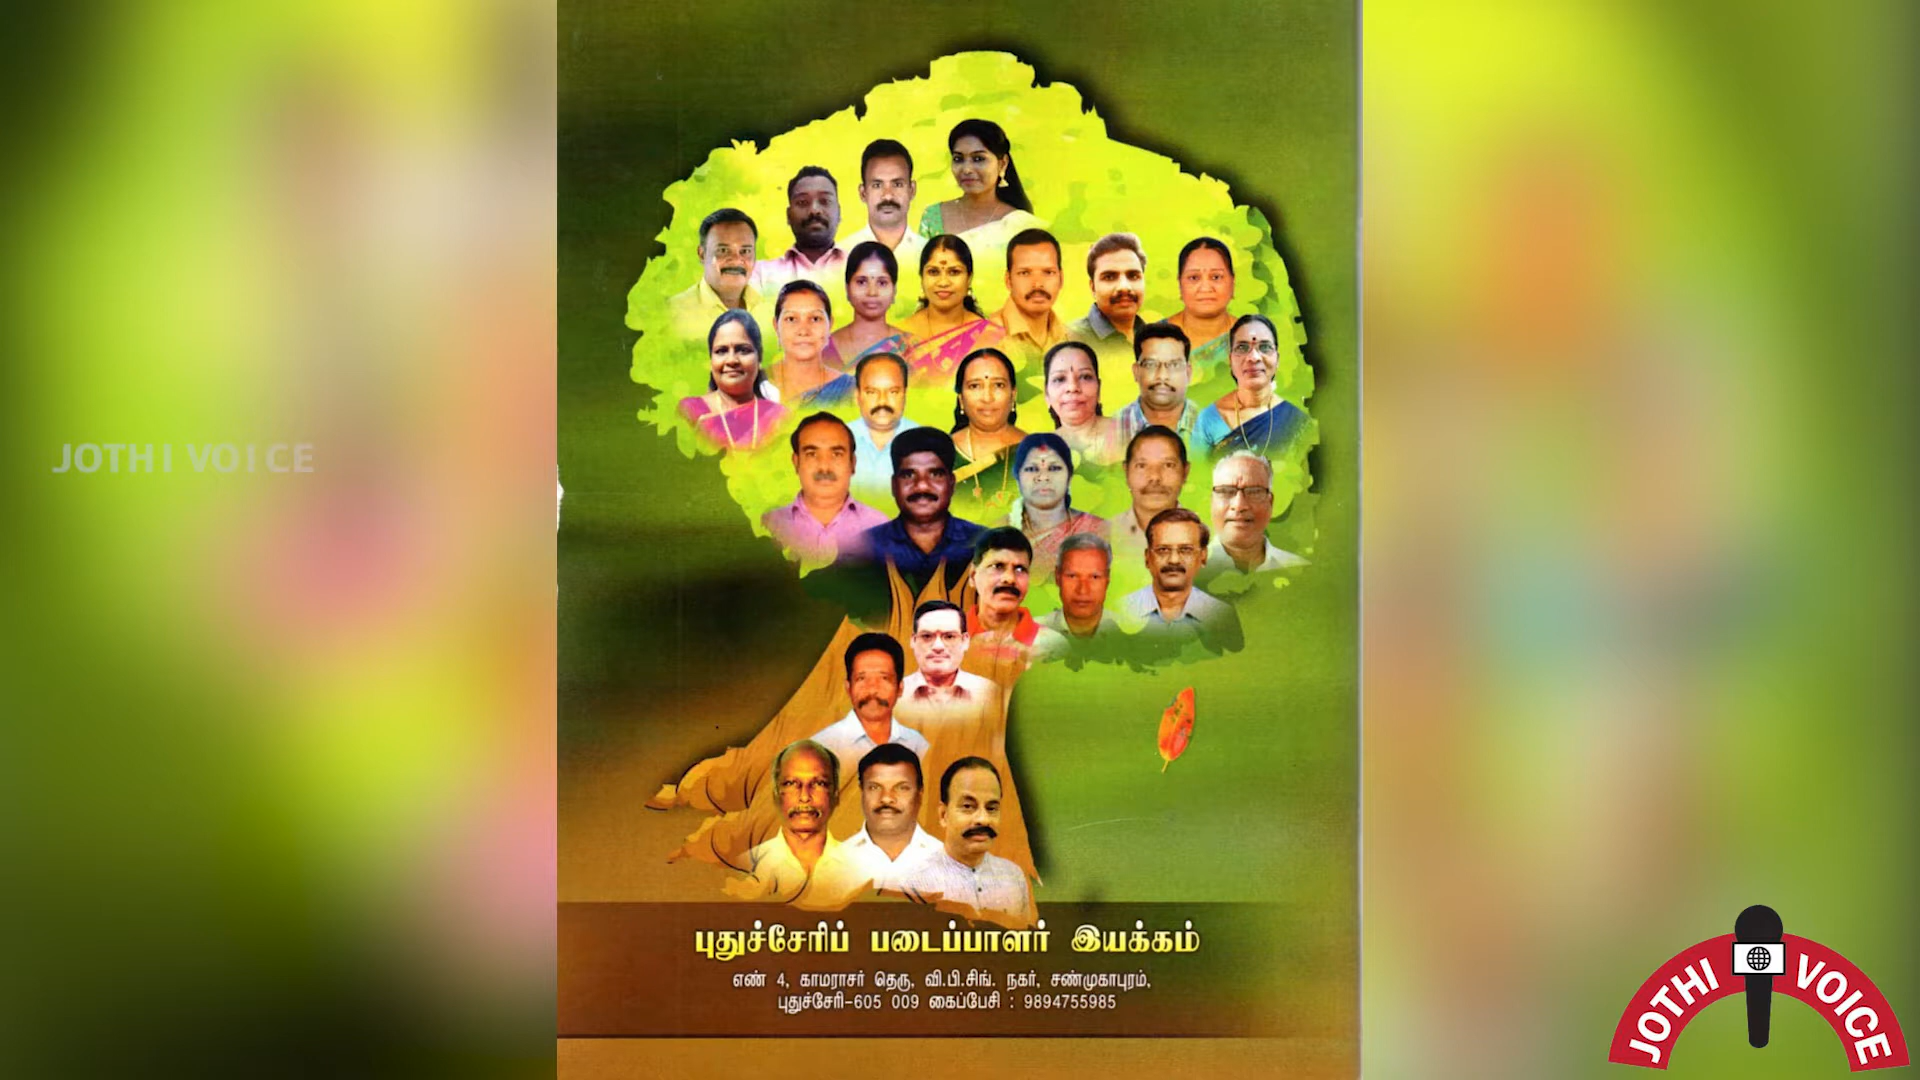 JOTHI VOICE
புதுச்சேரிப் படைப்பாளர் இயக்கம்
எண் 4, காமராசர் தெரு, வி.பி.சிங். நகர், சண்முகாபுரம்,
புதுச்சேரி-605 009 கைப்பேசி : 9894755985
JOTHI VOICE